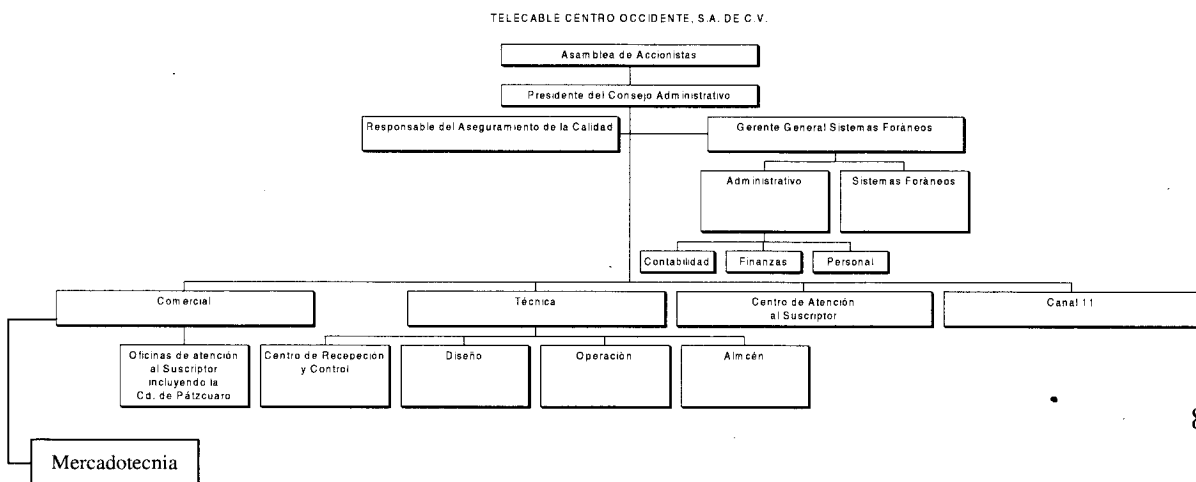 TELECABLE CENTRO OCCIDENTE, S.A. DE C.V.
Asamblea de Accionistas
Presidente del Consejo Administrativo
Responsable del Aseguramiento de la Calidad
Gerente General Sistemas Foráneos
Administrativo
Sistemas Foráneos
Contabilidad
Finanzas
Personal
Comercial
Técnica
Centro de Atención
al Suscriptor
Canal 11
Oficinas de atención
al Suscriptor
incluyendo la
Cd. de Pátzcuaro
Centro de Recepeción
y Control
Diseño
Operación
Almcén
8
Mercadotecnia